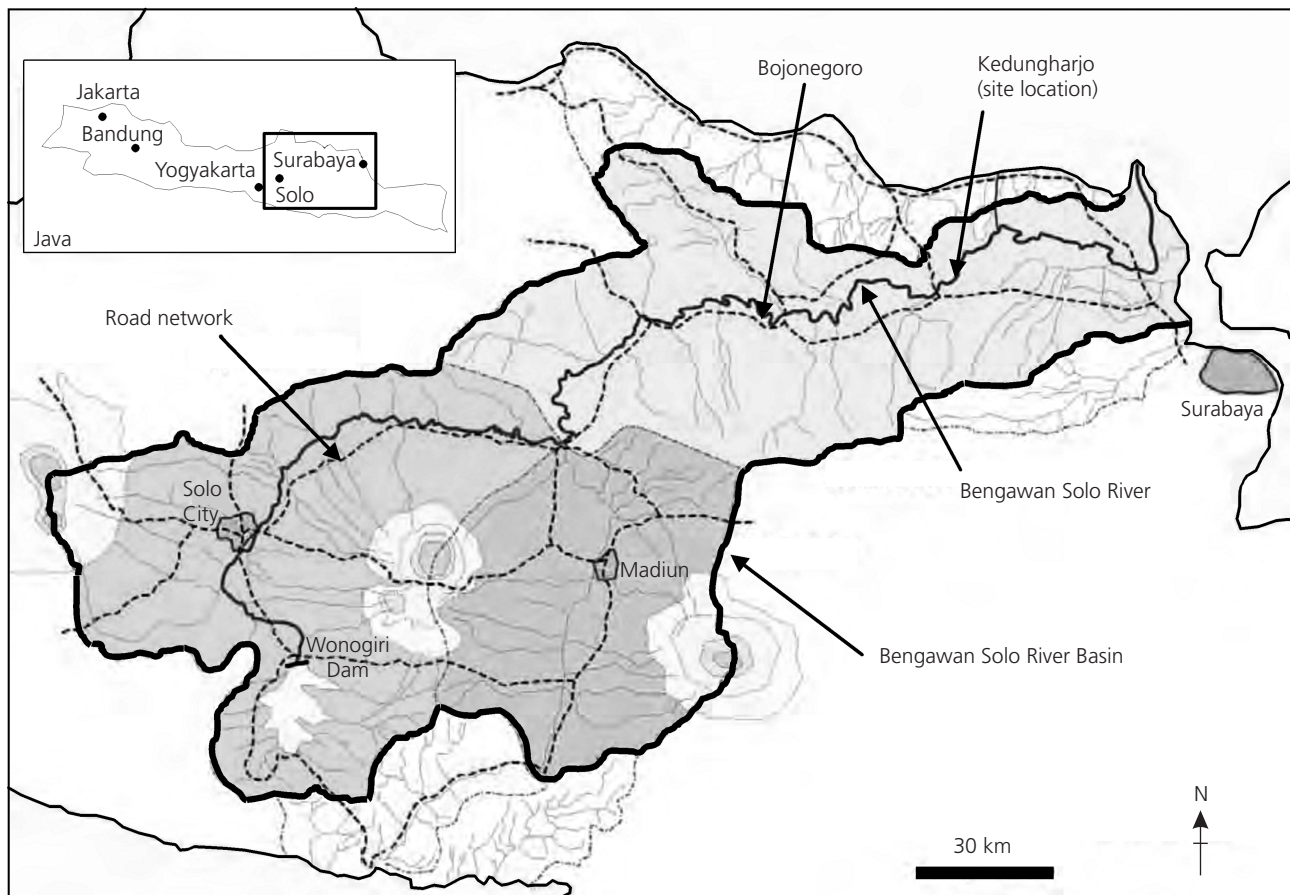 Jakarta
Bandung
Yogyakarta
Surabaya
Solo
Java
Bojonegoro
Kedungharjo
(site location)
Road network
Solo
City
Bengawan Solo River
Surabaya
Madiun
Wonogiri
Dam
Bengawan Solo River Basin
30 km
N